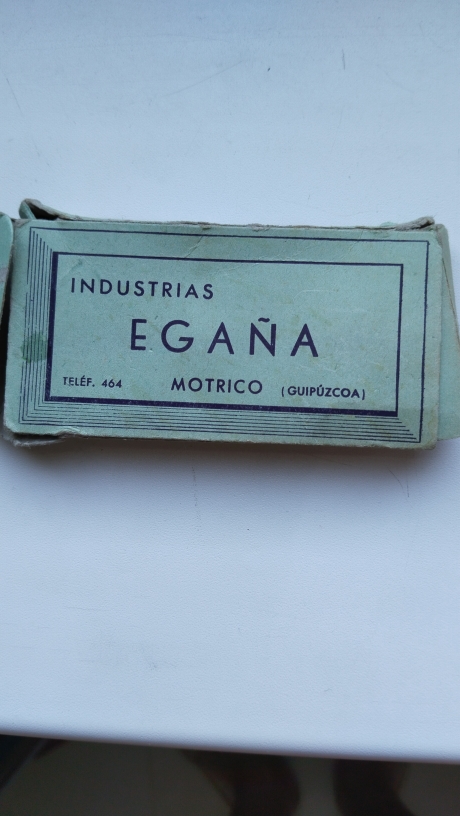 INDUSTRIAS
EGAÑA
TELÉF. 464 MOTRICO (GUIPÚZCOA)